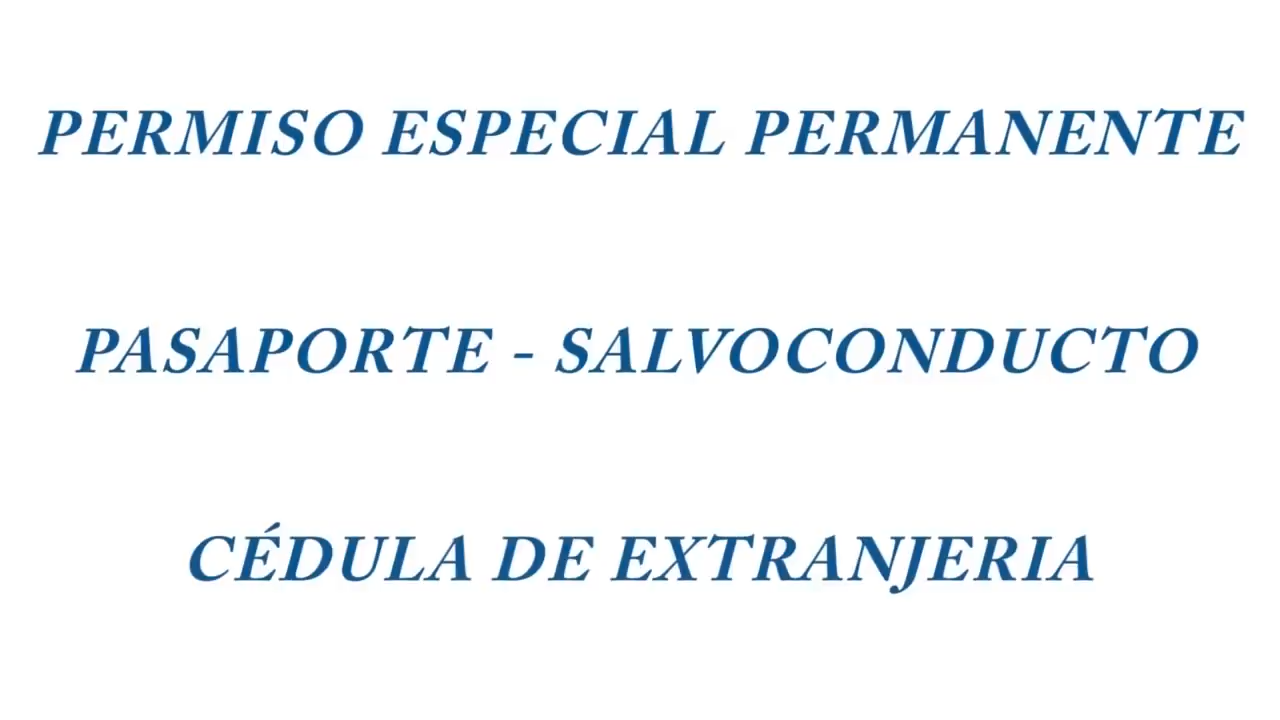 PERMISO ESPECIAL PERMANENTE
PASAPORTE - SALVOCONDUCTO
CÉDULA DE EXTRANJERIA